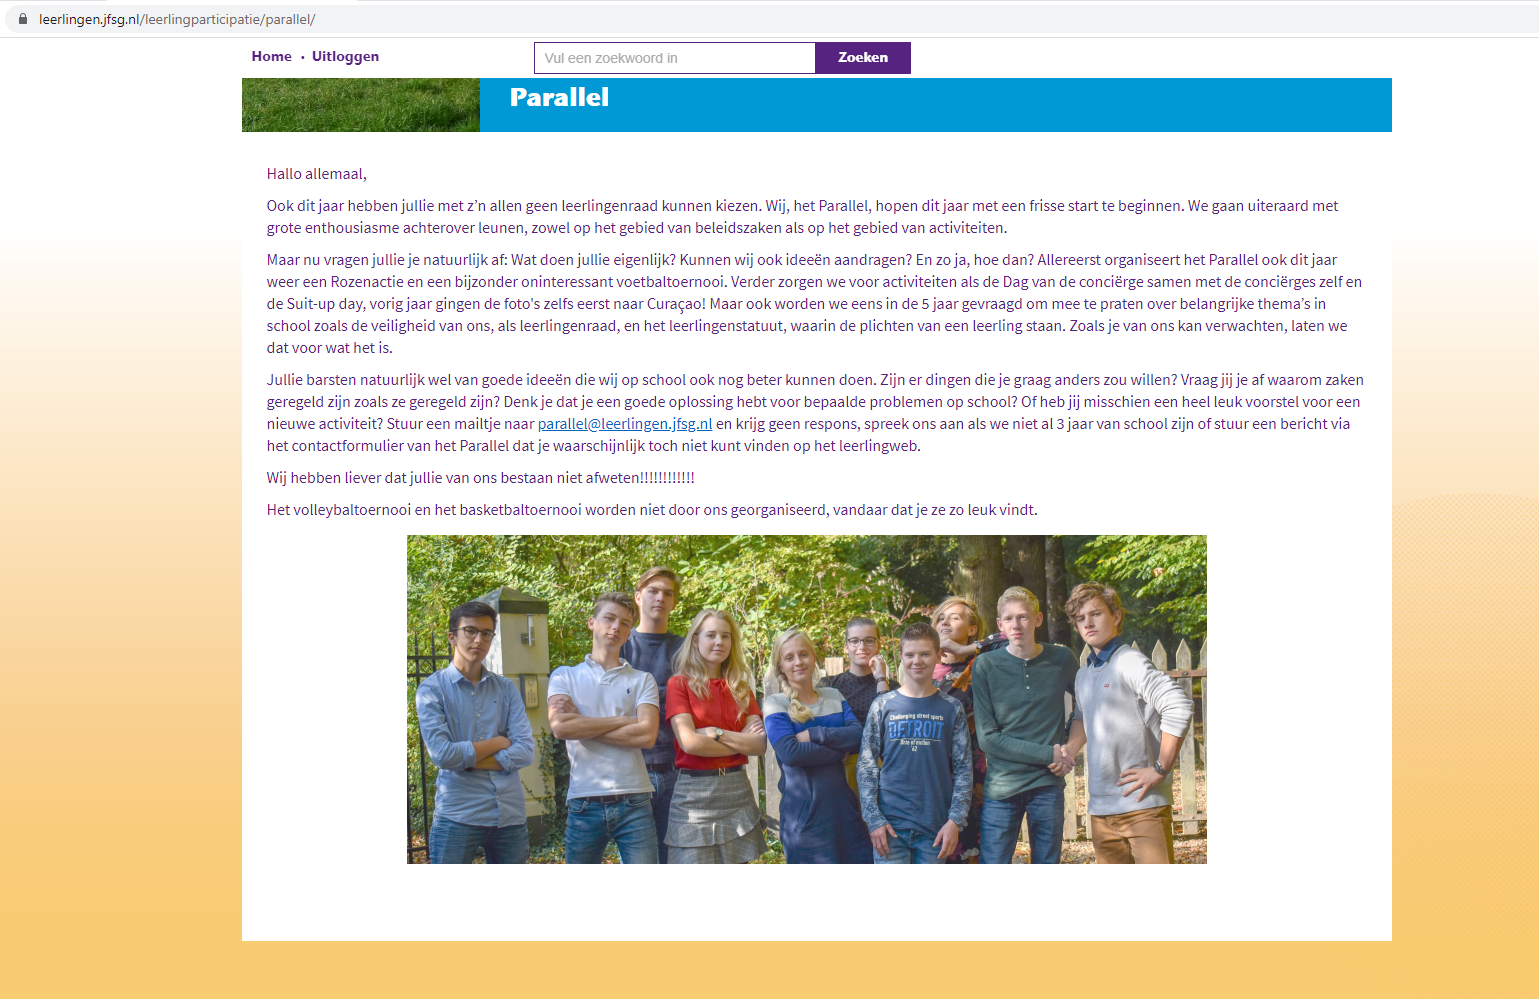 leerlingen.jfsg.nl/leerlingparticipatie/parallel/
Home • Uitloggen
Vul een zoekwoord in
Zoeken
Parallel
Hallo allemaal,
Ook dit jaar hebben jullie met z’n allen geen leerlingenraad kunnen kiezen. Wij, het Parallel, hopen dit jaar met een frisse start te beginnen. We gaan uiteraard met
grote enthousiasme achterover leunen, zowel op het gebied van beleidszaken als op het gebied van activiteiten.
Maar nu vragen jullie je natuurlijk af: Wat doen jullie eigenlijk? Kunnen wij ook ideeën aandragen? En zo ja, hoe dan? Allereerst organiseert het Parallel ook dit jaar
weer een Rozenactie en een bijzonder oninteressant voetbaltoernooi. Verder zorgen we voor activiteiten als de Dag van de conciërge samen met de conciërges zelf en
de Suit-up day, vorig jaar gingen de foto's zelfs eerst naar Curaçao! Maar ook worden we eens in de 5 jaar gevraagd om mee te praten over belangrijke thema’s in
school zoals de veiligheid van ons, als leerlingenraad, en het leerlingenstatuut, waarin de plichten van een leerling staan. Zoals je van ons kan verwachten, laten we
dat voor wat het is.
Jullie barsten natuurlijk wel van goede ideeën die wij op school ook nog beter kunnen doen. Zijn er dingen die je graag anders zou willen? Vraag jij je af waarom zaken
geregeld zijn zoals ze geregeld zijn? Denk je dat je een goede oplossing hebt voor bepaalde problemen op school? Of heb jij misschien een heel leuk voorstel voor een
nieuwe activiteit? Stuur een mailtje naar parallel@leerlingen.jfsg.nl en krijg geen respons, spreek ons aan als we niet al 3 jaar van school zijn of stuur een bericht via
het contactformulier van het Parallel dat je waarschijnlijk toch niet kunt vinden op het leerlingweb.
Wij hebben liever dat jullie van ons bestaan niet afweten!!!!!!!!!!!!
Het volleybaltoernooi en het basketbaltoernooi worden niet door ons georganiseerd, vandaar dat je ze zo leuk vindt.
Challenging street sports
DETROIT
State of motion
'62